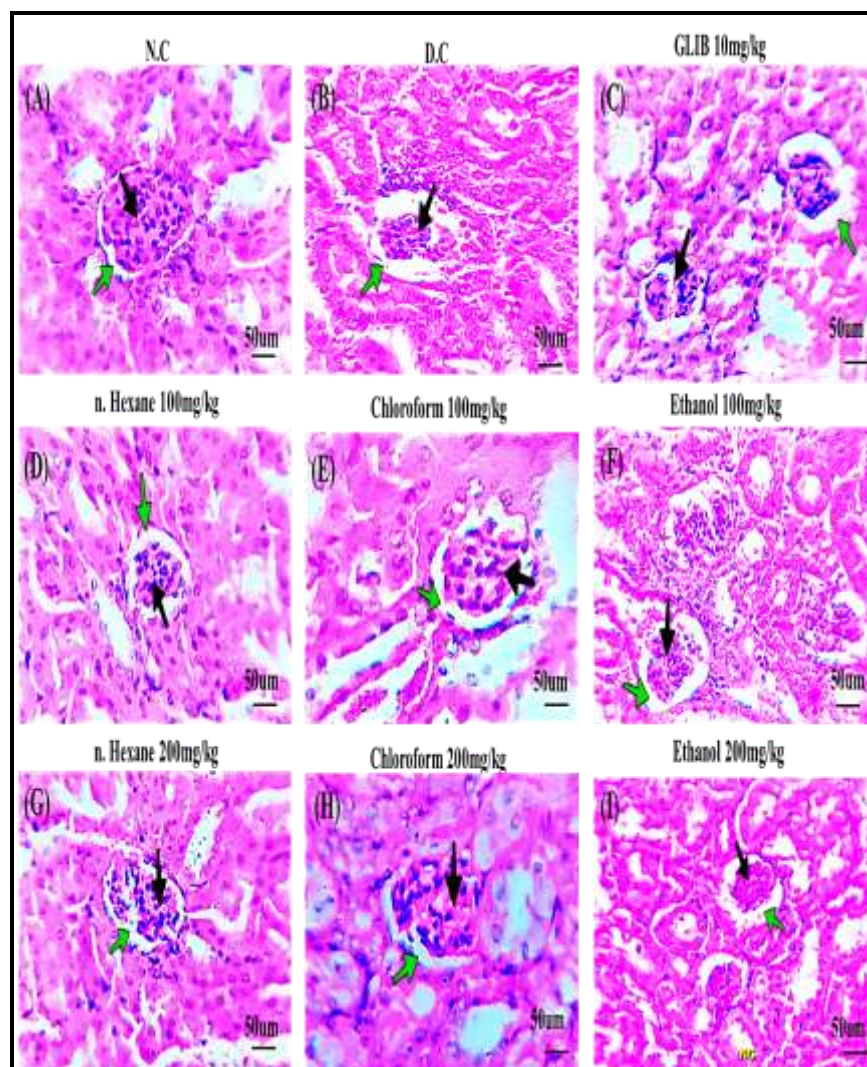 N.C D.C GLIB 10mg/kg
(A) (B) (C)
50um 50um 50um
n. Hexane 100mg/kg Chloroform 100mg/kg Ethanol 100mg/kg
(D) (E) (F)
50um 50um 50um
n. Hexane 200mg/kg Chloroform 200mg/kg Ethanol 200mg/kg
(G) (H) (I)
50um 50um 50um